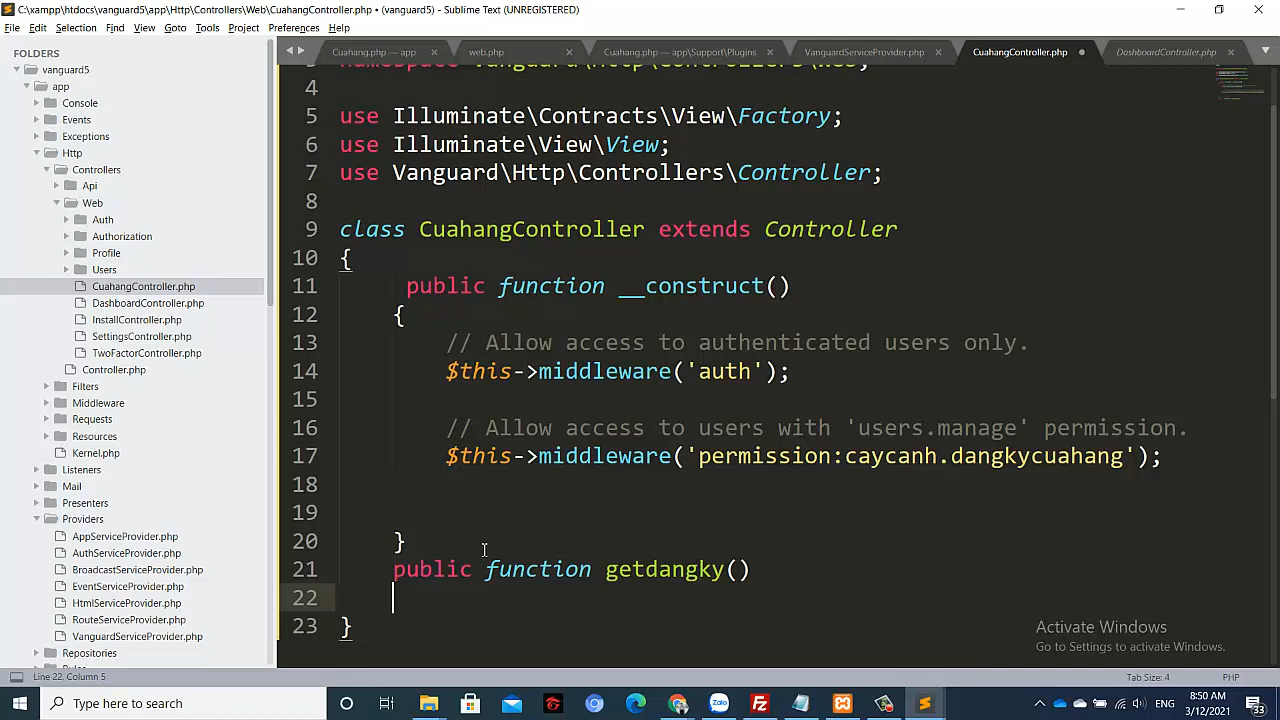 C:\xampp\htdocs\vanguard5\app\Http\Controllers\Web\CuahangController.php • (vanguard5) - Sublime Text (UNREGISTERED)
File Edit Selection Find View Goto Tools Project Preferences Help
FOLDERS
vanguard5
app
Console
Events
Exceptions
Http
Controllers
Api
Web
Auth
Authorization
Profile
Users
CuahangController.php
DashboardController.php
InstallController.php
SettingsController.php
TwoFactorController.php
Controller.php
Filters
Middleware
Requests
Resources
Kernel.php
Listeners
Mail
Presenters
Providers
AppServiceProvider.php
AuthServiceProvider.php
BroadcastServiceProvider.php
EventServiceProvider.php
HtmlServiceProvider.php
RouteServiceProvider.php
VanguardServiceProvider.php
Repositories
Cuahang.php — app
web.php
Cuahang.php — app\Support\Plugins
VanguardServiceProvider.php
CuahangController.php
DashboardController.php
3 namespace Vanguard\Http\Controllers\Web;
4
5 use Illuminate\Contracts\View\Factory;
6 use Illuminate\View\View;
7 use Vanguard\Http\Controllers\Controller;
8
9 class CuahangController extends Controller
10 {
11 public function __construct()
12 {
13 // Allow access to authenticated users only.
14 $this->middleware('auth');
15
16 // Allow access to users with 'users.manage' permission.
17 $this->middleware('permission:caycanh.dangkycuahang');
18
19
20 }
21 public function getdangky()
22
23 }
Activate Windows
Go to Settings to activate Windows.
Line 22, Column 5
Tab Size: 4
PHP
Type here to search
Zalo
ENG
8:50 AM
3/12/2021
33